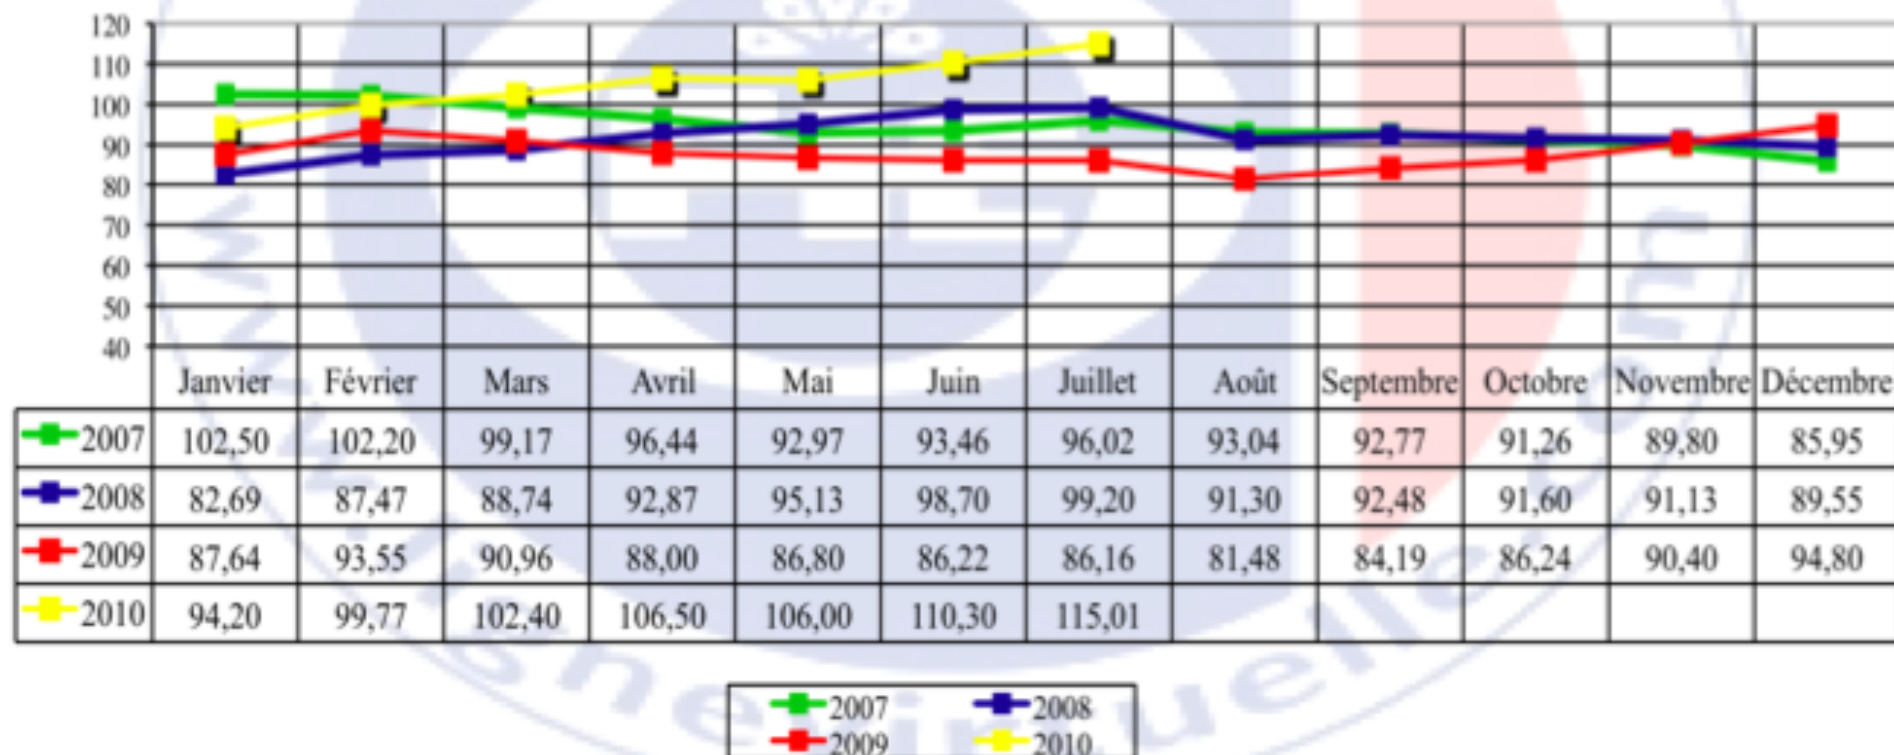 120
110
100
90
80
70
60
50
40
Janvier Février Mars Avril Mai Juin Juillet Août Septembre Octobre Novembre Décembre
2007 102,50 102,20 99,17 96,44 92,97 93,46 96,02 93,04 92,77 91,26 89,80 85,95
2008 82,69 87,47 88,74 92,87 95,13 98,70 99,20 91,30 92,48 91,60 91,13 89,55
2009 87,64 93,55 90,96 88,00 86,80 86,22 86,16 81,48 84,19 86,24 90,40 94,80
2010 94,20 99,77 102,40 106,50 106,00 110,30 115,01
2007 2008
2009 2010